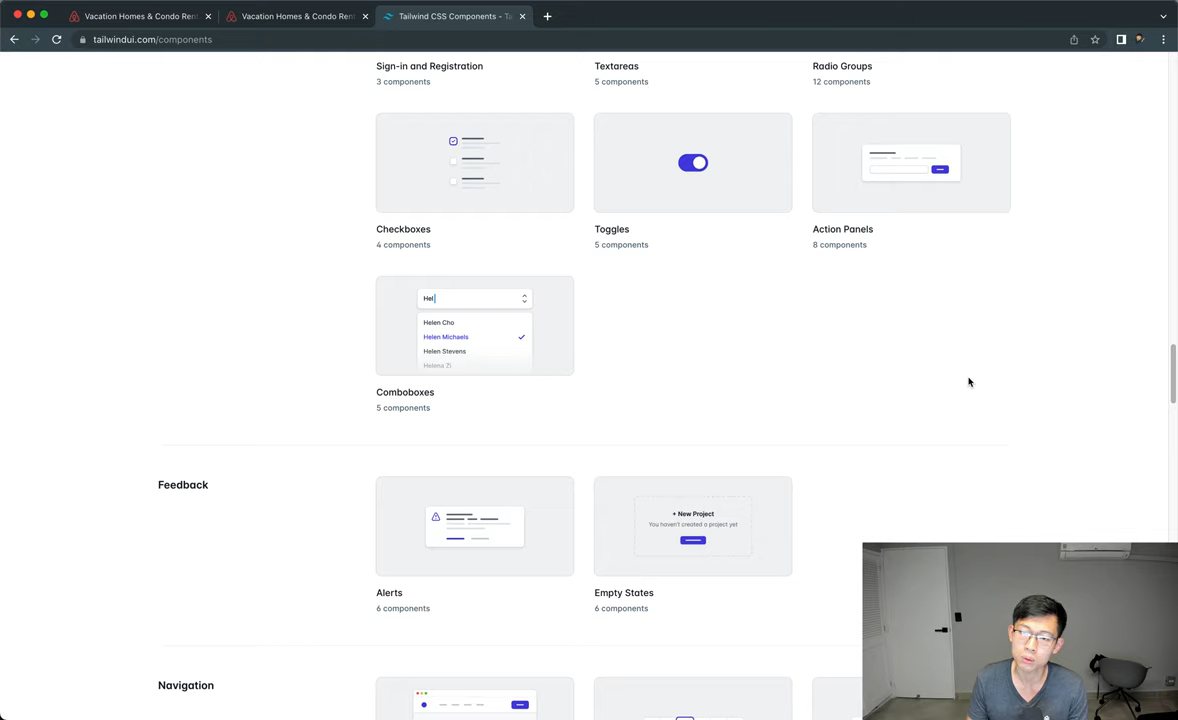 Vacation Homes & Condo Ren
Vacation Homes & Condo Ren
Tailwind CSS Components - Ta
tailwindui.com/components
Sign-in and Registration
Textareas
Radio Groups
3 components
5 components
12 components
Checkboxes
Toggles
Action Panels
4 components
5 components
8 components
Hel
Helen Cho
Helen Michaels
Helen Stevens
Helena Zi
Comboboxes
5 components
Feedback
+ New Project
You haven't created a project yet
Alerts
Empty States
6 components
6 components
Navigation